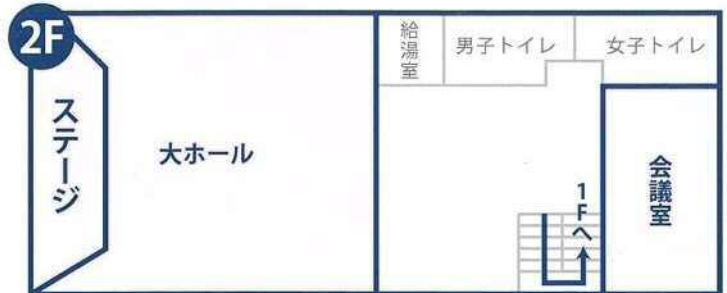 2F
ステージ
大ホール
給湯室
男子トイレ
女子トイレ
1Fへ
会議室